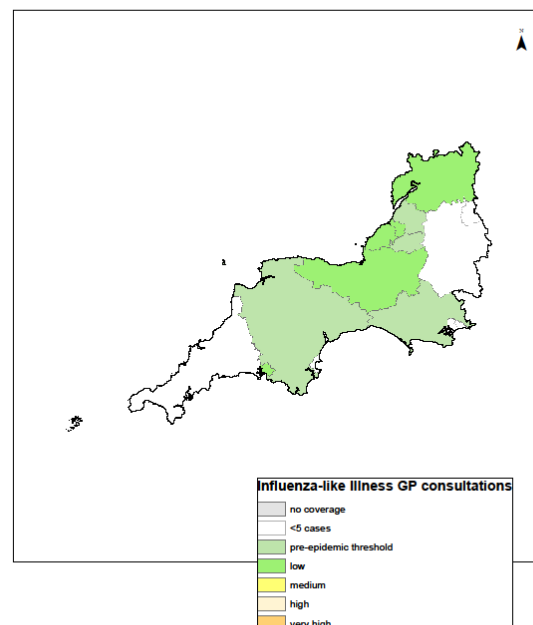 N
Influenza-like Illness GP consultations
no coverage
<5 cases
pre-epidemic threshold
low
medium
high
very high